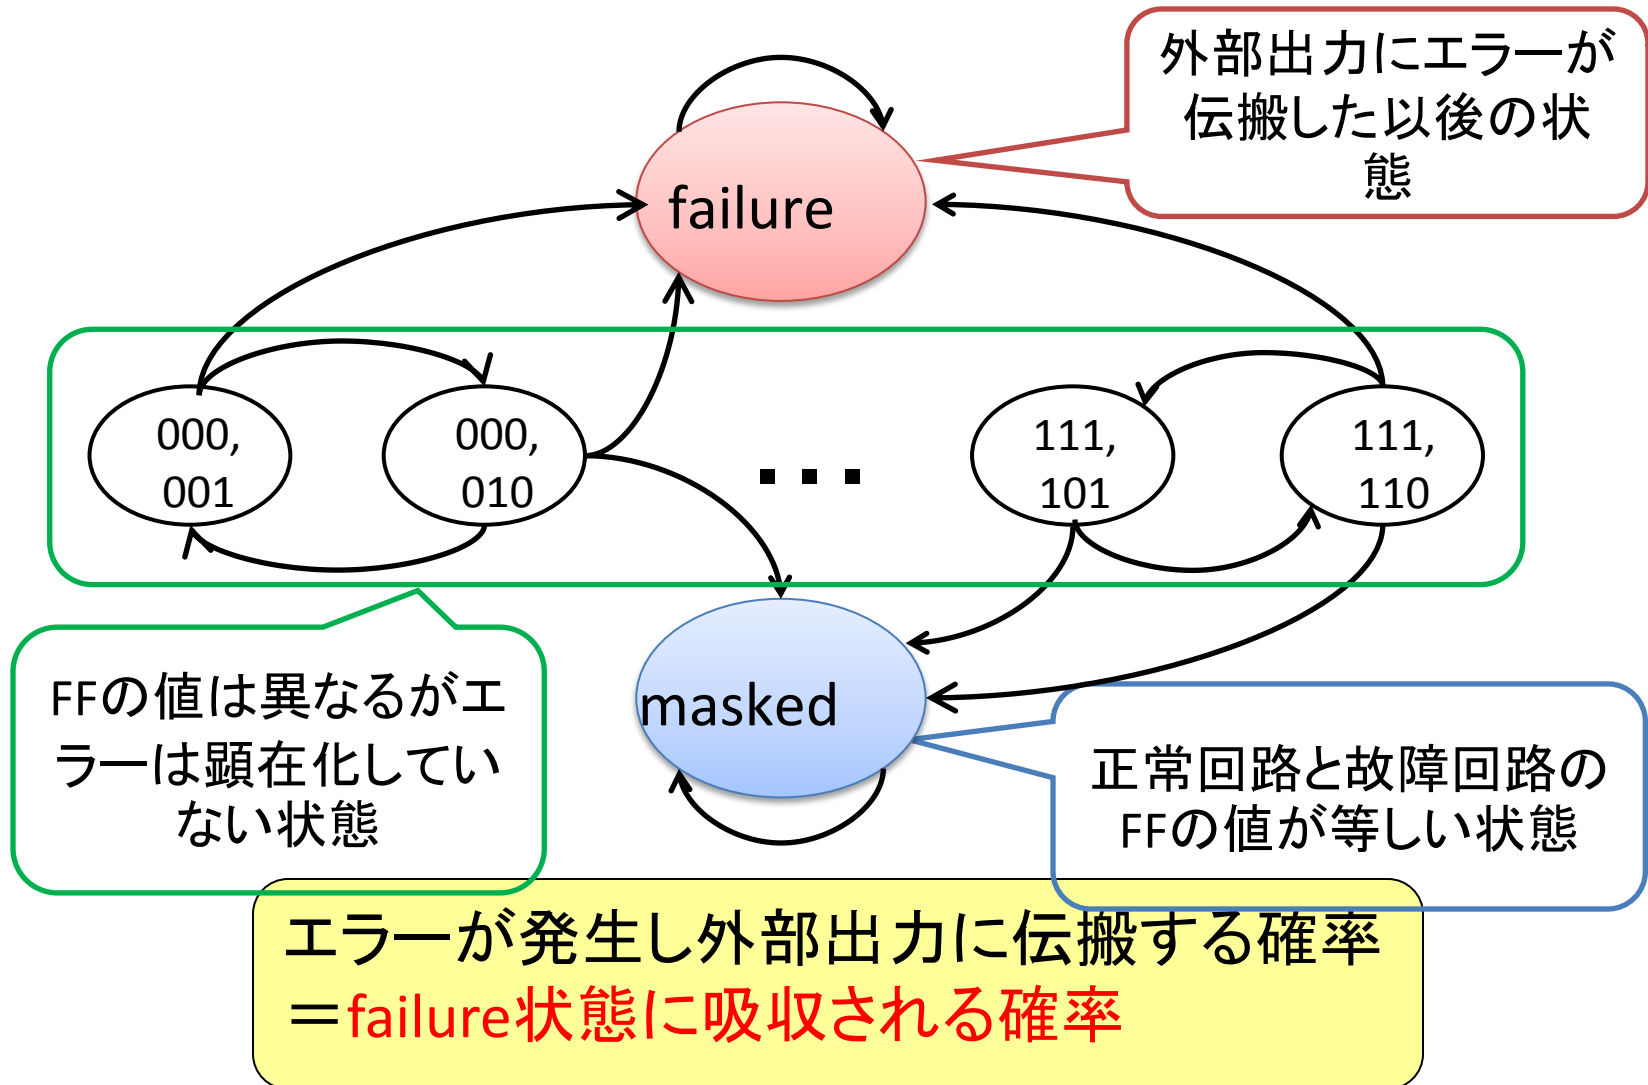 外部出力にエラーが
伝搬した以後の状
態
failure
000,
001
000,
010
...
111,
101
111,
110
masked
FFの値は異なるがエ
ラーは顕在化してい
ない状態
正常回路と故障回路の
FFの値が等しい状態
エラーが発生し外部出力に伝搬する確率
＝failure状態に吸収される確率